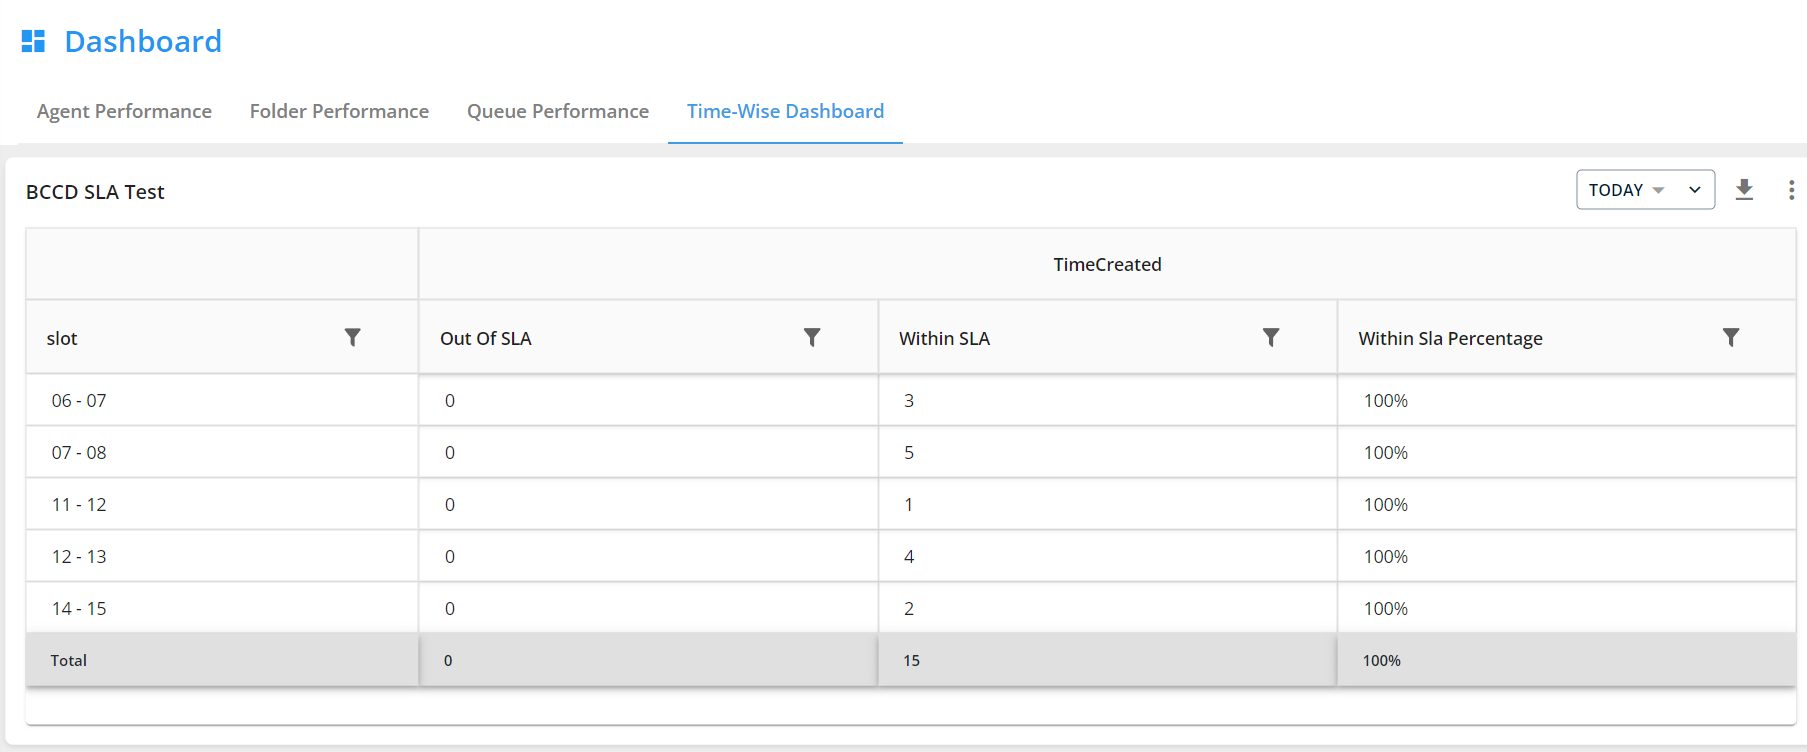 Dashboard
Agent Performance Folder Performance Queue Performance Time-Wise Dashboard
BCCD SLA Test TODAY
TimeCreated
slot Out Of SLA Within SLA Within Sla Percentage
06 - 07 0 3 100%
07 - 08 0 5 100%
11 - 12 0 1 100%
12 - 13 0 4 100%
14 - 15 0 2 100%
Total 0 15 100%